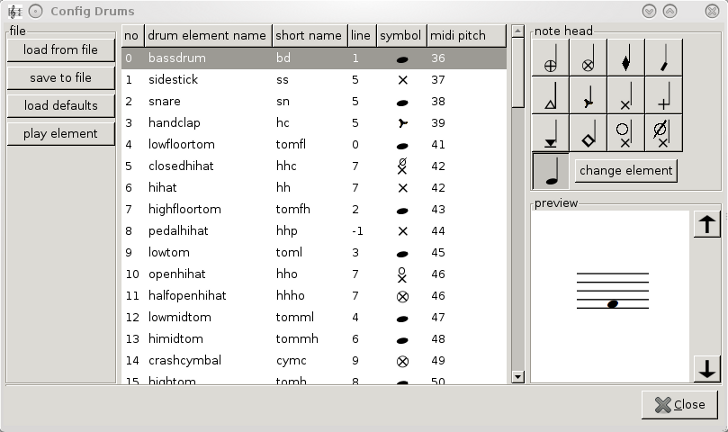 Config Drums
file
load from file
save to file
load defaults
play element
no drum element name short name line symbol midi pitch
0 bassdrum bd 1 36
1 sidestick ss 5 37
2 snare sn 5 38
3 handclap hc 5 39
4 lowfloortom tomfl 0 41
5 closedhihat hhc 7 42
6 hihat hh 7 42
7 highfloortom tomfh 2 43
8 pedalhihat hhp -1 44
9 lowtom toml 3 45
10 openhihat hho 7 46
11 halfopenhihat hhho 7 46
12 lowmidtom tomml 4 47
13 himidtom tommh 6 48
14 crashcymbal cymc 9 49
15 hightom tomh 8 50
note head
change element
preview
Close